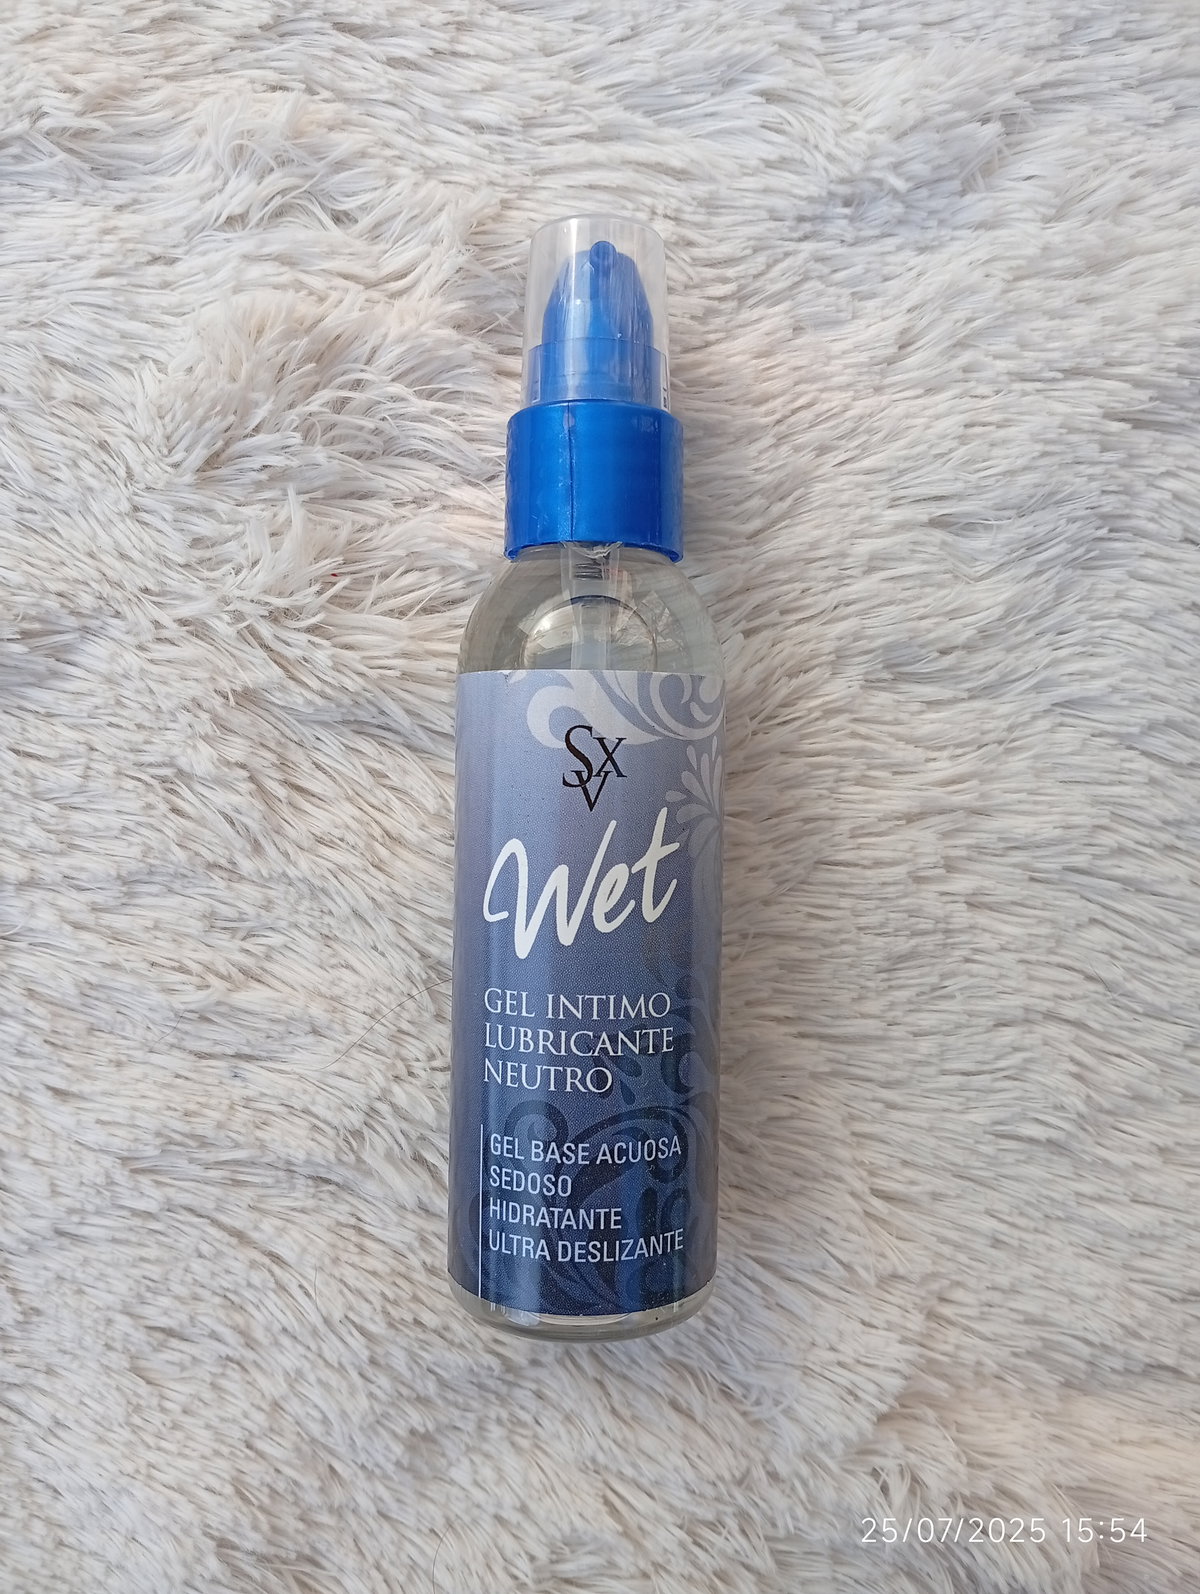 SXV
Wet
GEL INTIMO
LUBRICANTE
NEUTRO
GEL BASE ACUOSA
SEDOSO
HIDRATANTE
ULTRA DESLIZANTE
25/07/2025 15:54